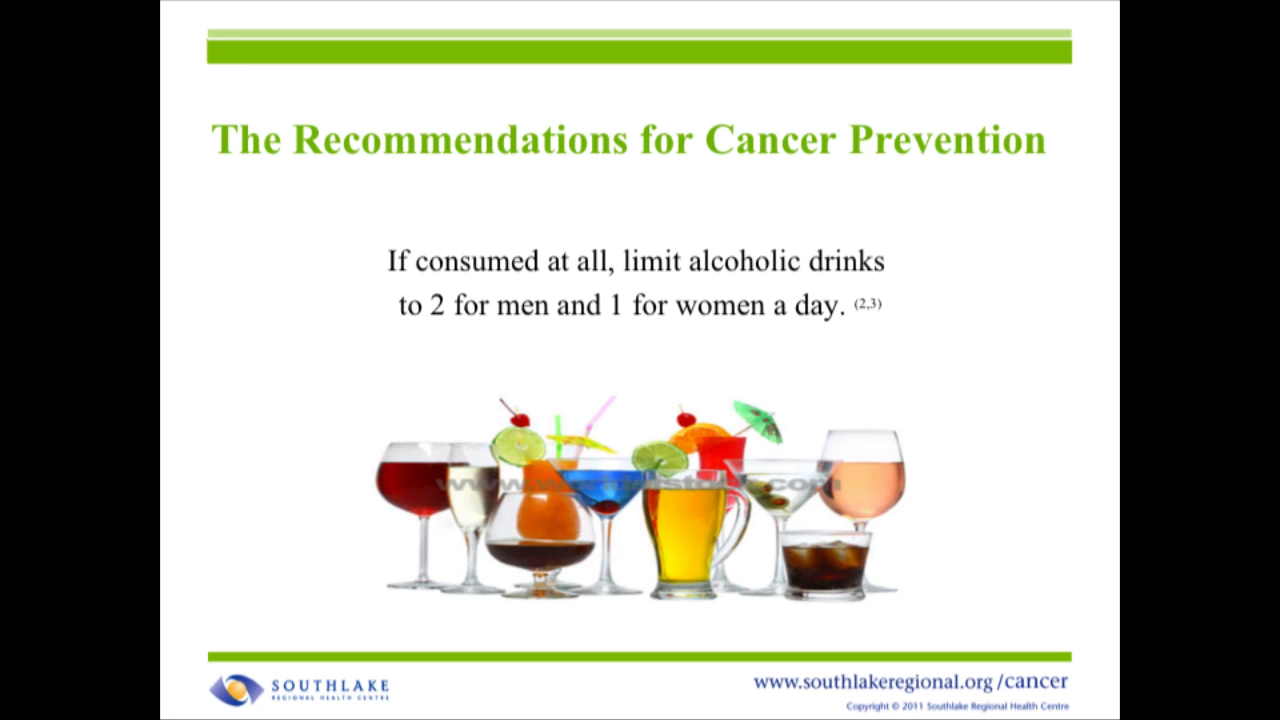 The Recommendations for Cancer Prevention
If consumed at all, limit alcoholic drinks
to 2 for men and 1 for women a day. (2,3)
SOUTHLAKE
REGIONAL HEALTH CENTRE
www.southlakeregional.org/cancer
Copyright © 2011 Southlake Regional Health Centre